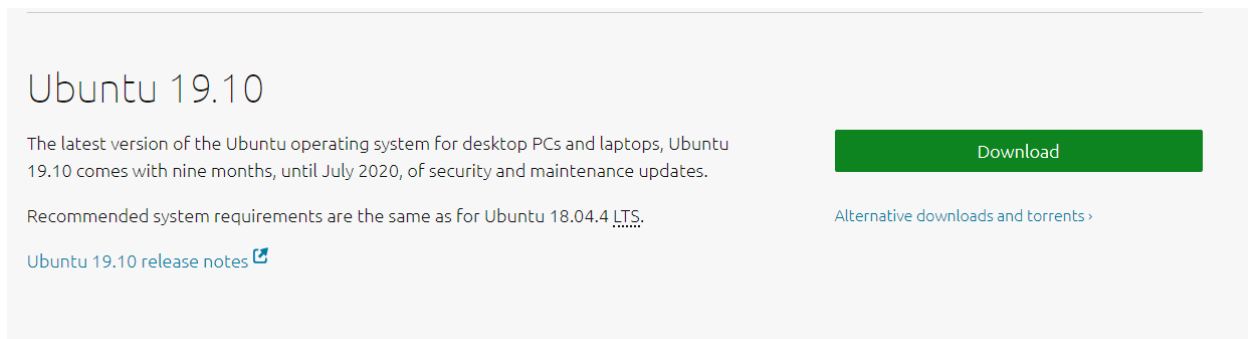 Ubuntu 19.10
The latest version of the Ubuntu operating system for desktop PCs and laptops, Ubuntu
19.10 comes with nine months, until July 2020, of security and maintenance updates.
Recommended system requirements are the same as for Ubuntu 18.04.4 LTS.
Ubuntu 19.10 release notes
Download
Alternative downloads and torrents ›